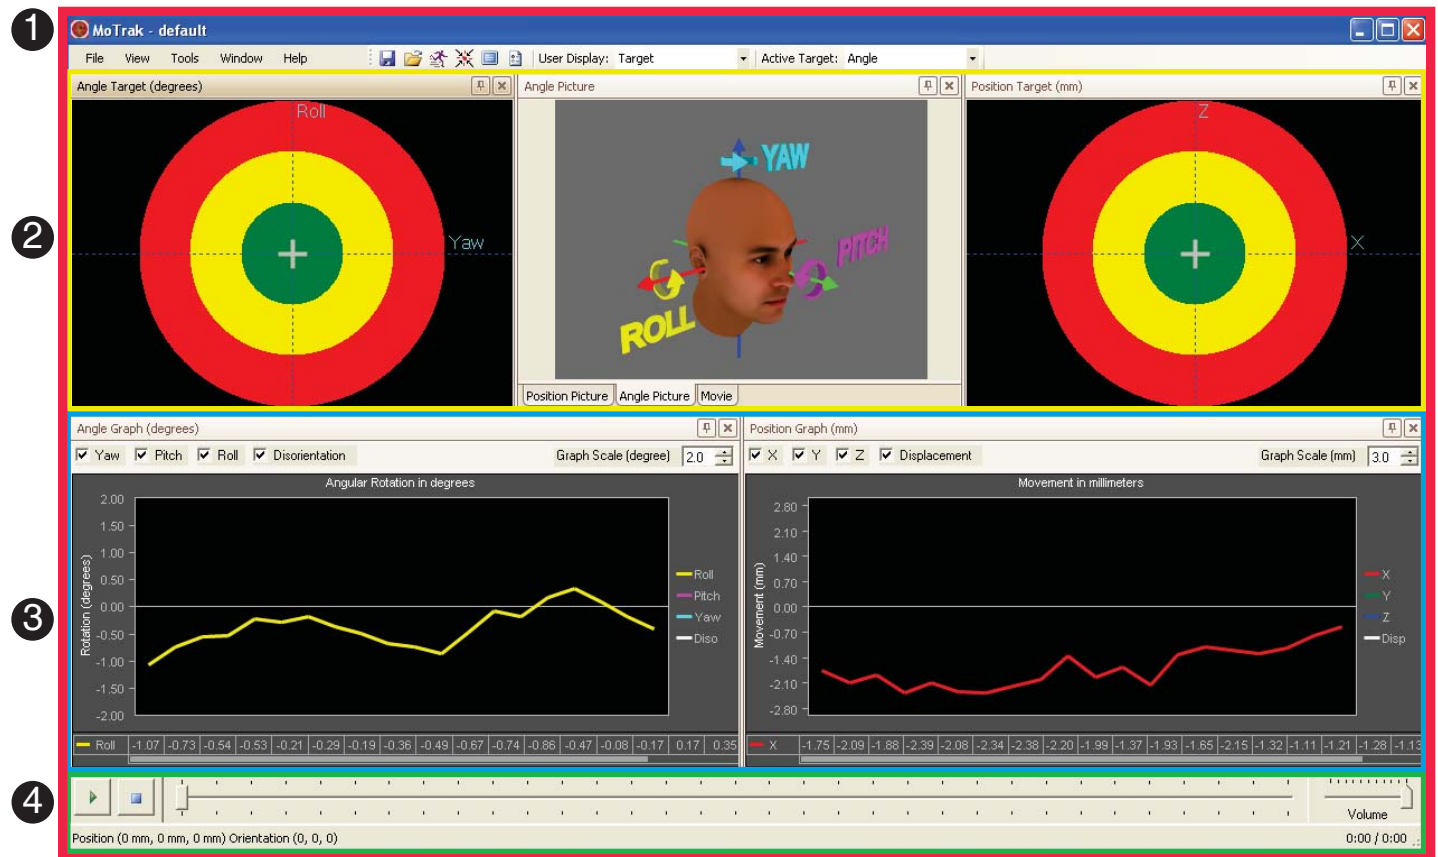 1
MoTrak - default
File View Tools Window Help User Display: Target Active Target: Angle
2
Angle Target (degrees)
Roll
Yaw
Angle Picture
YAW
PITCH
ROLL
Position Picture Angle Picture Movie
Position Target (mm)
Z
X
3
Angle Graph (degrees)
Yaw Pitch Roll Disorientation Graph Scale (degree) 2.0
Angular Rotation in degrees
Rotation (degrees)
2.00
1.50
1.00
0.50
0.00
-0.50
-1.00
-1.50
-2.00
Roll
Pitch
Yaw
Diso
Roll -1.07 -0.73 -0.54 -0.53 -0.21 -0.29 -0.19 -0.36 -0.49 -0.67 -0.74 -0.86 -0.47 -0.08 -0.17 0.17 0.35
Position Graph (mm)
X Y Z Displacement Graph Scale (mm) 3.0
Movement in millimeters
Movement (mm)
2.80
2.10
1.40
0.70
0.00
-0.70
-1.40
-2.10
-2.80
X
Y
Z
Disp
X -1.75 -2.09 -1.88 -2.39 -2.08 -2.34 -2.38 -2.20 -1.99 -1.37 -1.93 -1.65 -2.15 -1.32 -1.11 -1.21 -1.28 -1.13
4
Volume
Position (0 mm, 0 mm, 0 mm) Orientation (0, 0, 0) 0:00 / 0:00